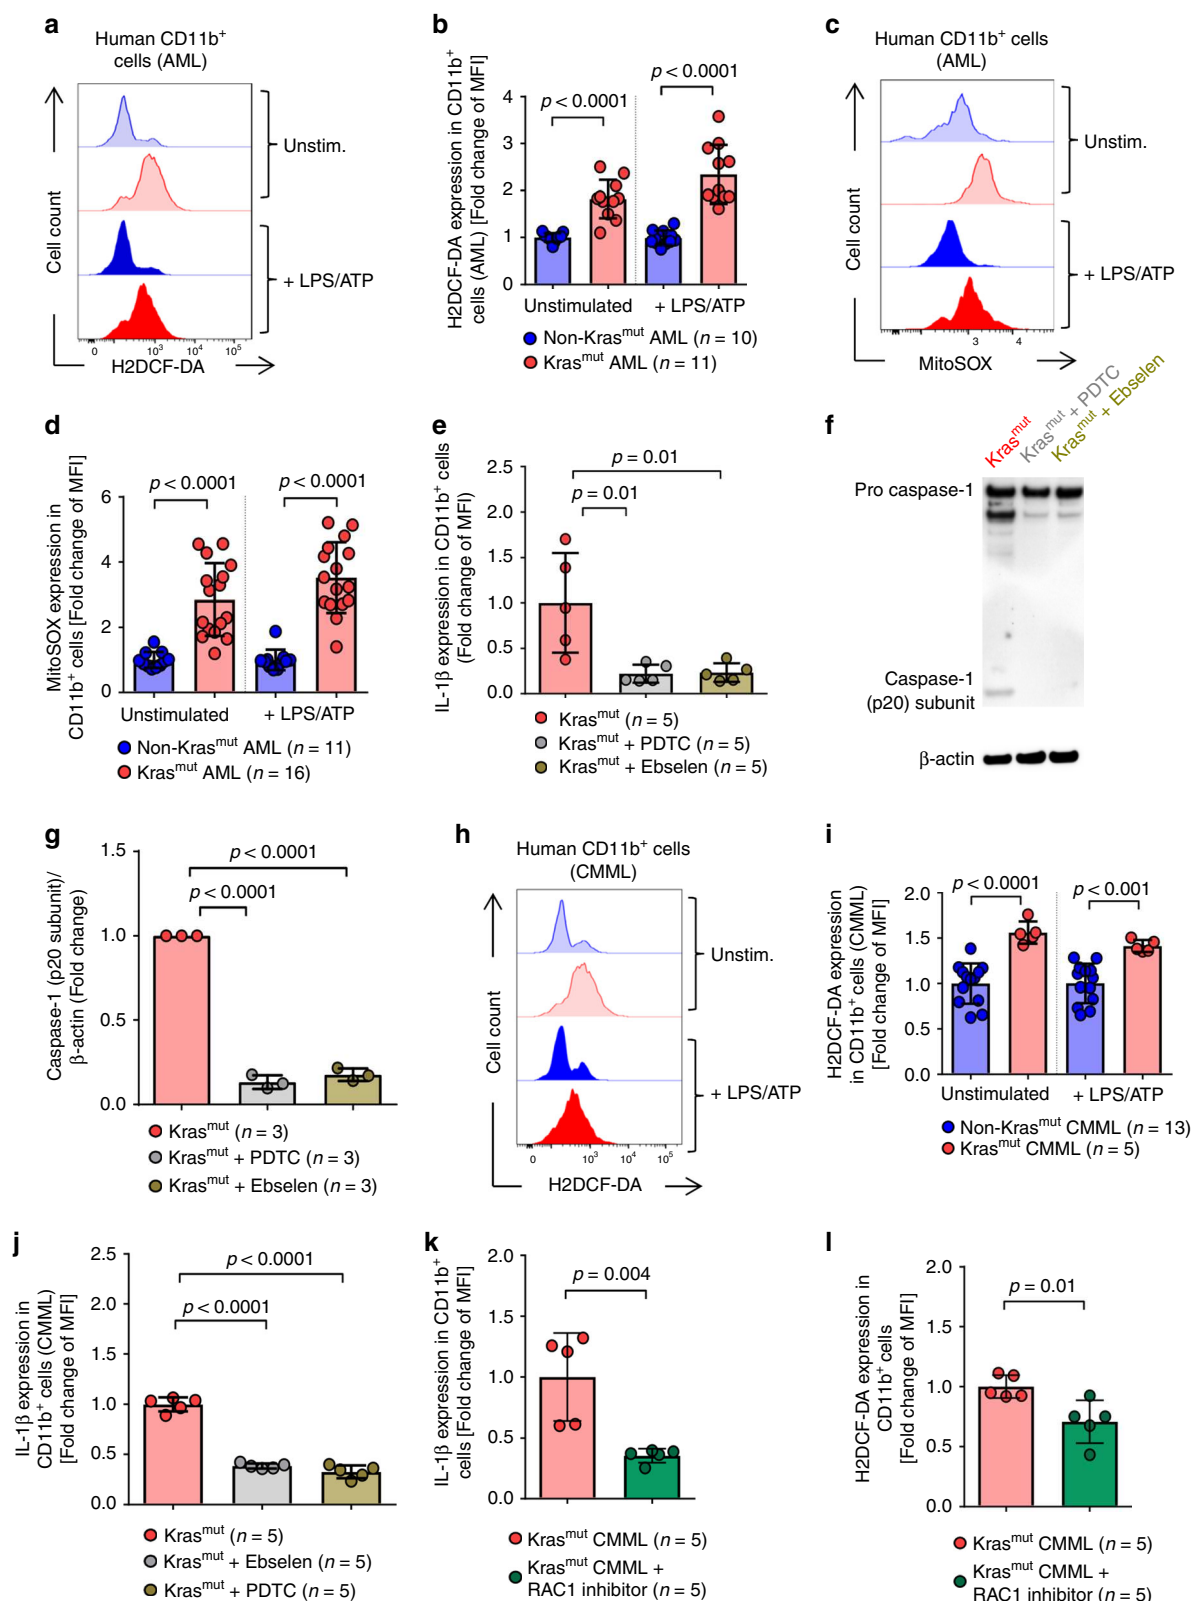 a
Human CD11b⁺
cells (AML)
Cell count
Unstim.
+ LPS/ATP
0 10³ 10⁴ 10⁵
H2DCF-DA
b
H2DCF-DA expression in CD11b⁺
cells (AML) [Fold change of MFI]
p < 0.0001
p < 0.0001
4
3
2
1
0
Unstimulated + LPS/ATP
Non-Krasᵐᵘᵗ AML (n = 10)
Krasᵐᵘᵗ AML (n = 11)
c
Human CD11b⁺ cells
(AML)
Cell count
Unstim.
+ LPS/ATP
3 4
MitoSOX
d
MitoSOX expression in
CD11b⁺ cells [Fold change of MFI]
p < 0.0001 p < 0.0001
6
4
2
0
Unstimulated + LPS/ATP
Non-Krasᵐᵘᵗ AML (n = 11)
Krasᵐᵘᵗ AML (n = 16)
e
IL-1β expression in CD11b⁺ cells
(Fold change of MFI)
p = 0.01
p = 0.01
2.5
2.0
1.5
1.0
0.5
0.0
Krasᵐᵘᵗ (n = 5)
Krasᵐᵘᵗ + PDTC (n = 5)
Krasᵐᵘᵗ + Ebselen (n = 5)
f
Krasᵐᵘᵗ
Krasᵐᵘᵗ + PDTC
Krasᵐᵘᵗ + Ebselen
Pro caspase-1
Caspase-1
(p20) subunit
β-actin
g
Caspase-1 (p20 subunit)/
β-actin (Fold change)
p < 0.0001
p < 0.0001
1.5
1.0
0.5
0.0
Krasᵐᵘᵗ (n = 3)
Krasᵐᵘᵗ + PDTC (n = 3)
Krasᵐᵘᵗ + Ebselen (n = 3)
h
Human CD11b⁺ cells
(CMML)
Cell count
Unstim.
+ LPS/ATP
0 10³ 10⁴ 10⁵
H2DCF-DA
i
H2DCF-DA expression
in CD11b⁺ cells (CMML)
[Fold change of MFI]
p < 0.0001 p < 0.001
2.0
1.5
1.0
0.5
0.0
Unstimulated + LPS/ATP
Non-Krasᵐᵘᵗ CMML (n = 13)
Krasᵐᵘᵗ CMML (n = 5)
j
IL-1β expression in
CD11b⁺ cells (CMML)
[Fold change of MFI]
p < 0.0001
p < 0.0001
2.5
2.0
1.5
1.0
0.5
0.0
Krasᵐᵘᵗ (n = 5)
Krasᵐᵘᵗ + Ebselen (n = 5)
Krasᵐᵘᵗ + PDTC (n = 5)
k
IL-1β expression in CD11b⁺
cells [Fold change of MFI]
p = 0.004
2.0
1.5
1.0
0.5
0.0
Krasᵐᵘᵗ CMML (n = 5)
Krasᵐᵘᵗ CMML +
RAC1 inhibitor (n = 5)
l
H2DCF-DA expression in
CD11b⁺ cells
[Fold change of MFI]
p = 0.01
2.0
1.5
1.0
0.5
0.0
Krasᵐᵘᵗ CMML (n = 5)
Krasᵐᵘᵗ CMML +
RAC1 inhibitor (n = 5)